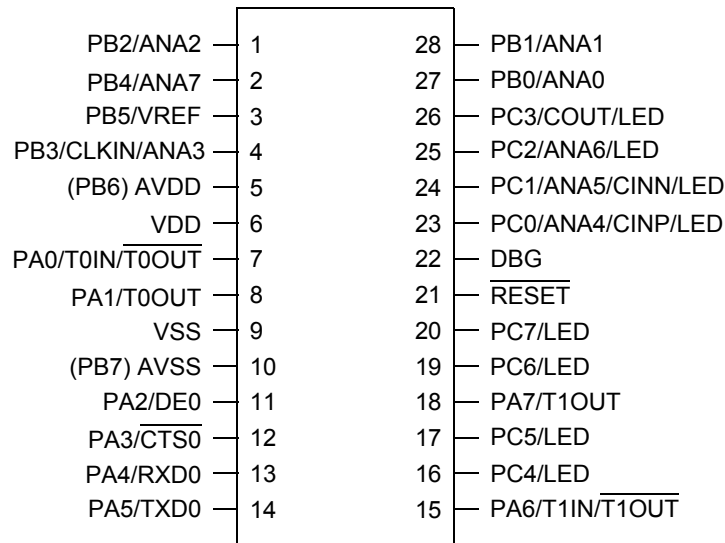 PB2/ANA2 1 28 PB1/ANA1
PB4/ANA7 2 27 PB0/ANA0
PB5/VREF 3 26 PC3/COUT/LED
PB3/CLKIN/ANA3 4 25 PC2/ANA6/LED
(PB6) AVDD 5 24 PC1/ANA5/CINN/LED
VDD 6 23 PC0/ANA4/CINP/LED
PA0/T0IN/T0OUT 7 22 DBG
PA1/T0OUT 8 21 RESET
VSS 9 20 PC7/LED
(PB7) AVSS 10 19 PC6/LED
PA2/DE0 11 18 PA7/T1OUT
PA3/CTS0 12 17 PC5/LED
PA4/RXD0 13 16 PC4/LED
PA5/TXD0 14 15 PA6/T1IN/T1OUT